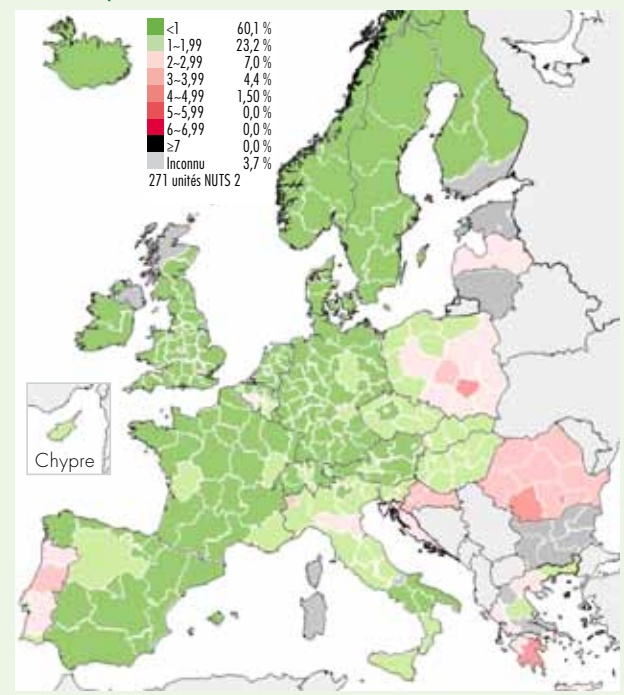 <1 60,1 %
1~1,99 23,2 %
2~2,99 7,0 %
3~3,99 4,4 %
4~4,99 1,50 %
5~5,99 0,0 %
6~6,99 0,0 %
≥7 0,0 %
Inconnu 3,7 %
271 unités NUTS 2
Chypre